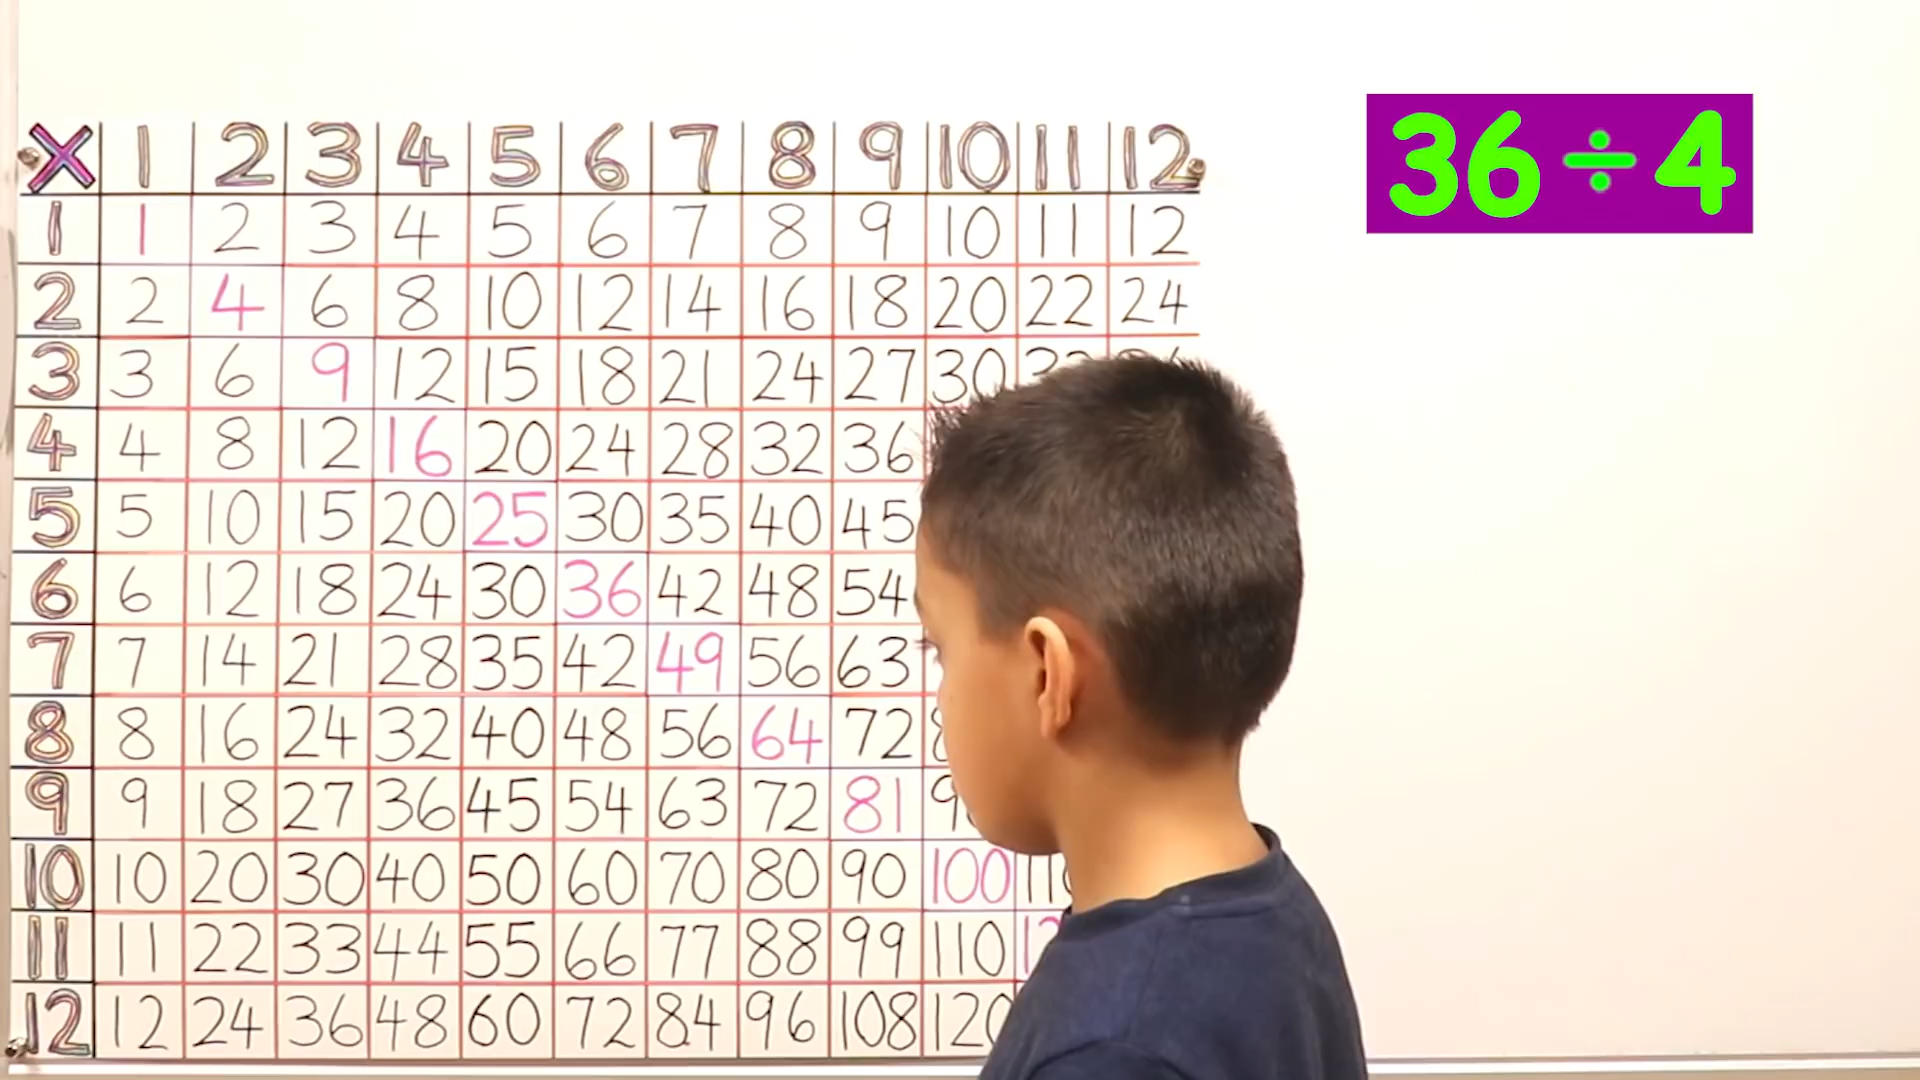 X 1 2 3 4 5 6 7 8 9 10 11 12
1 1 2 3 4 5 6 7 8 9 10 11 12
2 2 4 6 8 10 12 14 16 18 20 22 24
3 3 6 9 12 15 18 21 24 27 30
4 4 8 12 16 20 24 28 32 36
5 5 10 15 20 25 30 35 40 45
6 6 12 18 24 30 36 42 48 54
7 7 14 21 28 35 42 49 56 63
8 8 16 24 32 40 48 56 64 72
9 9 18 27 36 45 54 63 72 81
10 10 20 30 40 50 60 70 80 90 100
11 11 22 33 44 55 66 77 88 99 110
12 12 24 36 48 60 72 84 96 108 120
36 ÷ 4